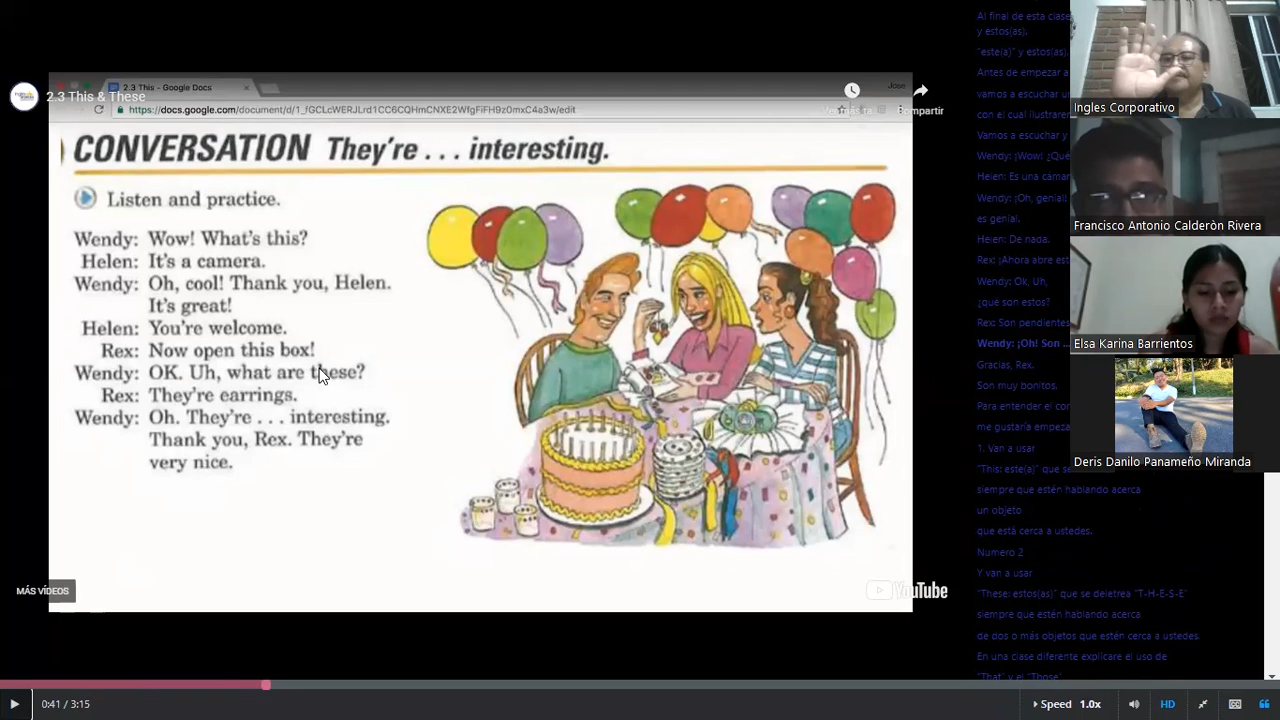 2.3 This - Google Docs
2.3 This & These
https://docs.google.com/document/d/
Compartir
CONVERSATION They're . . . interesting.
Listen and practice.
Wendy: Wow! What's this?
Helen: It's a camera.
Wendy: Oh, cool! Thank you, Helen.
It's great!
Helen: You're welcome.
Rex: Now open this box!
Wendy: OK. Uh, what are these?
Rex: They're earrings.
Wendy: Oh. They're . . . interesting.
Thank you, Rex. They're
very nice.
MÁS VÍDEOS
YouTube
0:41 / 3:15
Speed 1.0x
HD
Al final de esta clase
y estos(as).
"este(a)" y estos(as).
Antes de empezar a
vamos a escuchar un
con el cual ilustrarem
Vamos a escuchar y
Wendy: ¡Wow! ¿Qué
Helen: Es una cámar
Wendy: ¡Oh, genial!
es genial.
Helen: De nada.
Rex: ¡Ahora abre est
Wendy: Ok, Uh,
¿que son estos?
Rex: Son pendientes
Wendy: ¡Oh! Son ...
Gracias, Rex.
Son muy bonitos.
Para entender el con
me gustaría empeza
1. Van a usar
"This: este(a)" que se
siempre que estén hablando acerca
un objeto
que está cerca a ustedes.
Numero 2
Y van a usar
"These: estos(as)" que se deletrea "T-H-E-S-E"
siempre que estén hablando acerca
de dos o más objetos que estén cerca a ustedes.
En una clase diferente explicare el uso de
"That" y el "Those"
Ingles Corporativo
Francisco Antonio Calderòn Rivera
Elsa Karina Barrientos
Deris Danilo Panameño Miranda